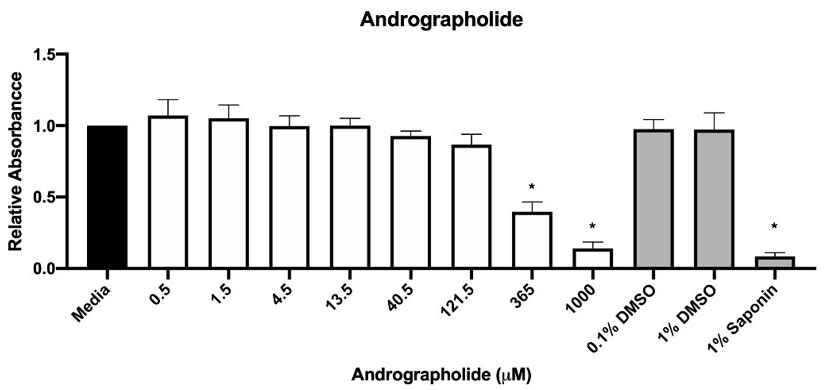 Andrographolide
Relative Absorbancce
1.5
1.0
0.5
0.0
*
*
*
Media
0.5
1.5
4.5
13.5
40.5
121.5
365
1000
0.1% DMSO
1% DMSO
1% Saponin
Andrographolide (μM)